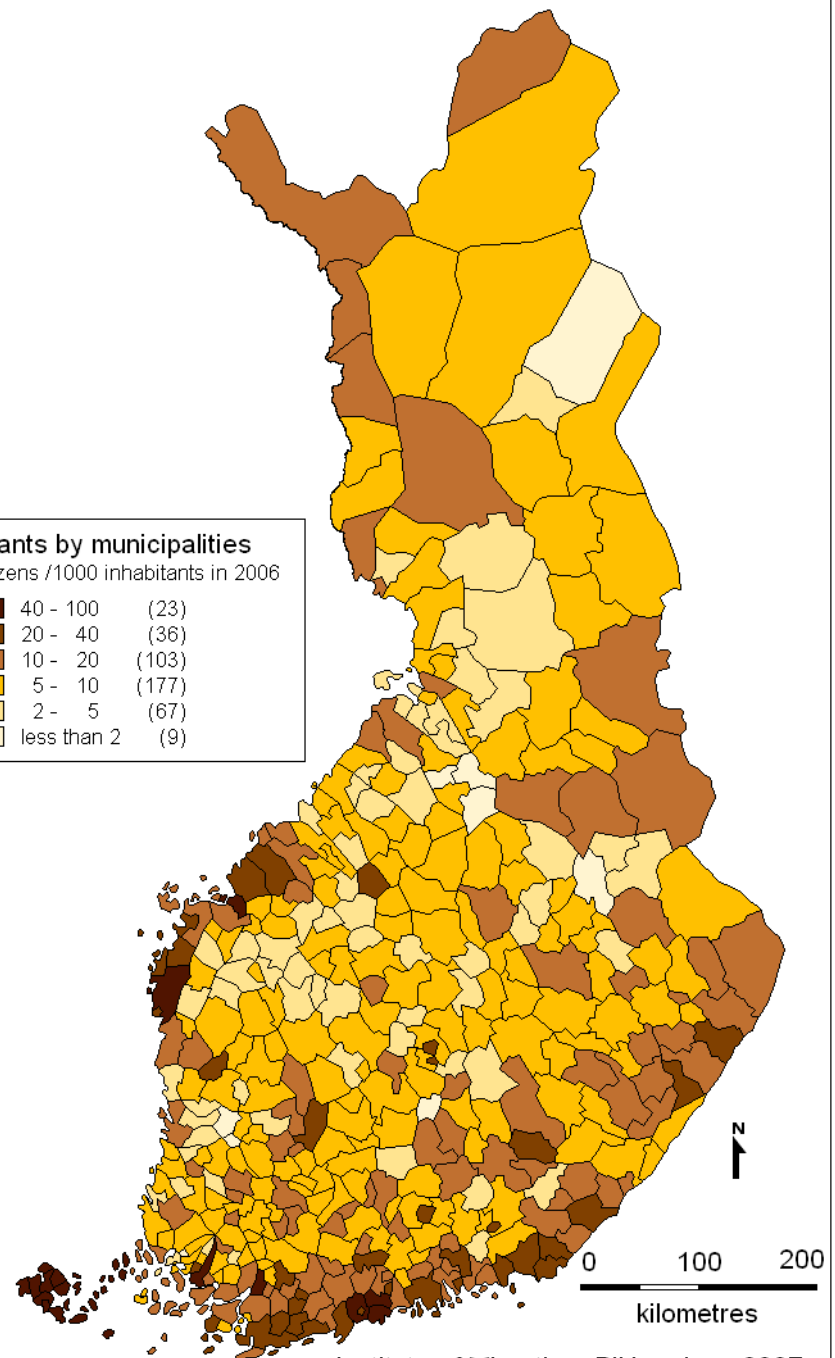 ants by municipalities
zens /1000 inhabitants in 2006
40 - 100 (23)
20 - 40 (36)
10 - 20 (103)
5 - 10 (177)
2 - 5 (67)
less than 2 (9)
N
0 100 200
kilometres